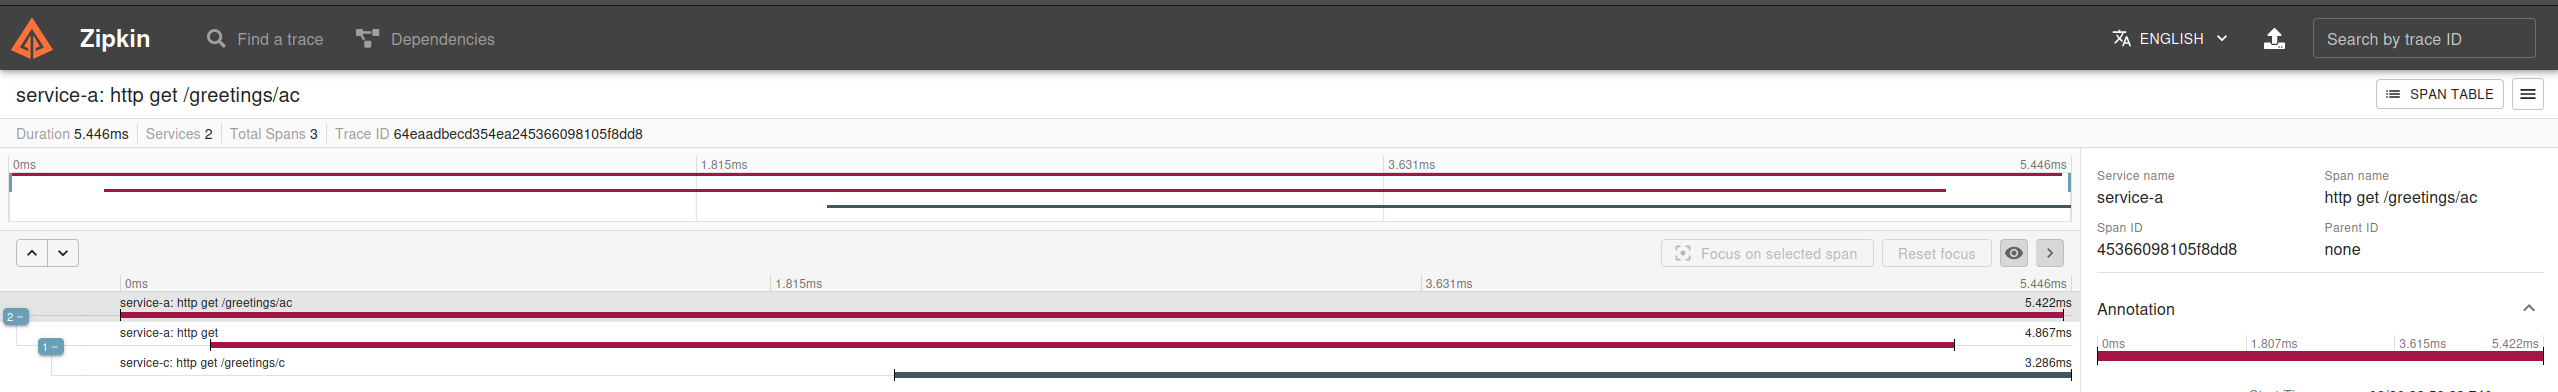 Zipkin
Find a trace
Dependencies
ENGLISH
Search by trace ID
service-a: http get /greetings/ac
SPAN TABLE
Duration 5.446ms Services 2 Total Spans 3 Trace ID 64eaadbecd354ea245366098105f8dd8
0ms 1.815ms 3.631ms 5.446ms
Focus on selected span
Reset focus
0ms 1.815ms 3.631ms 5.446ms
service-a: http get /greetings/ac 5.422ms
2 −
service-a: http get 4.867ms
1 −
service-c: http get /greetings/c 3.286ms
Service name Span name
service-a http get /greetings/ac
Span ID Parent ID
45366098105f8dd8 none
Annotation
0ms 1.807ms 3.615ms 5.422ms